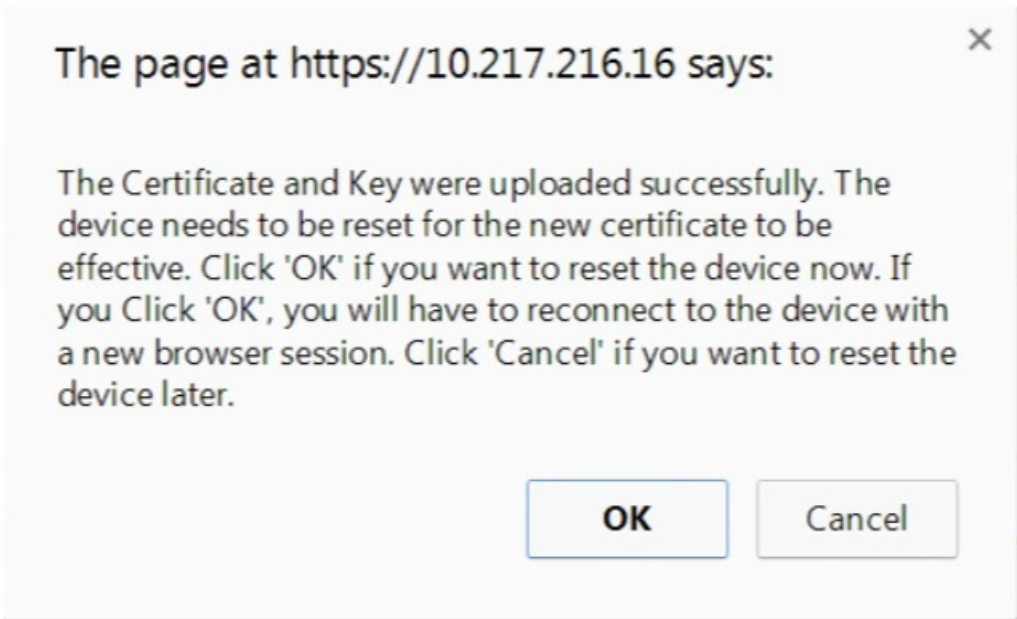 The page at https://10.217.216.16 says:
The Certificate and Key were uploaded successfully. The
device needs to be reset for the new certificate to be
effective. Click 'OK' if you want to reset the device now. If
you Click 'OK', you will have to reconnect to the device with
a new browser session. Click 'Cancel' if you want to reset the
device later.
OK
Cancel